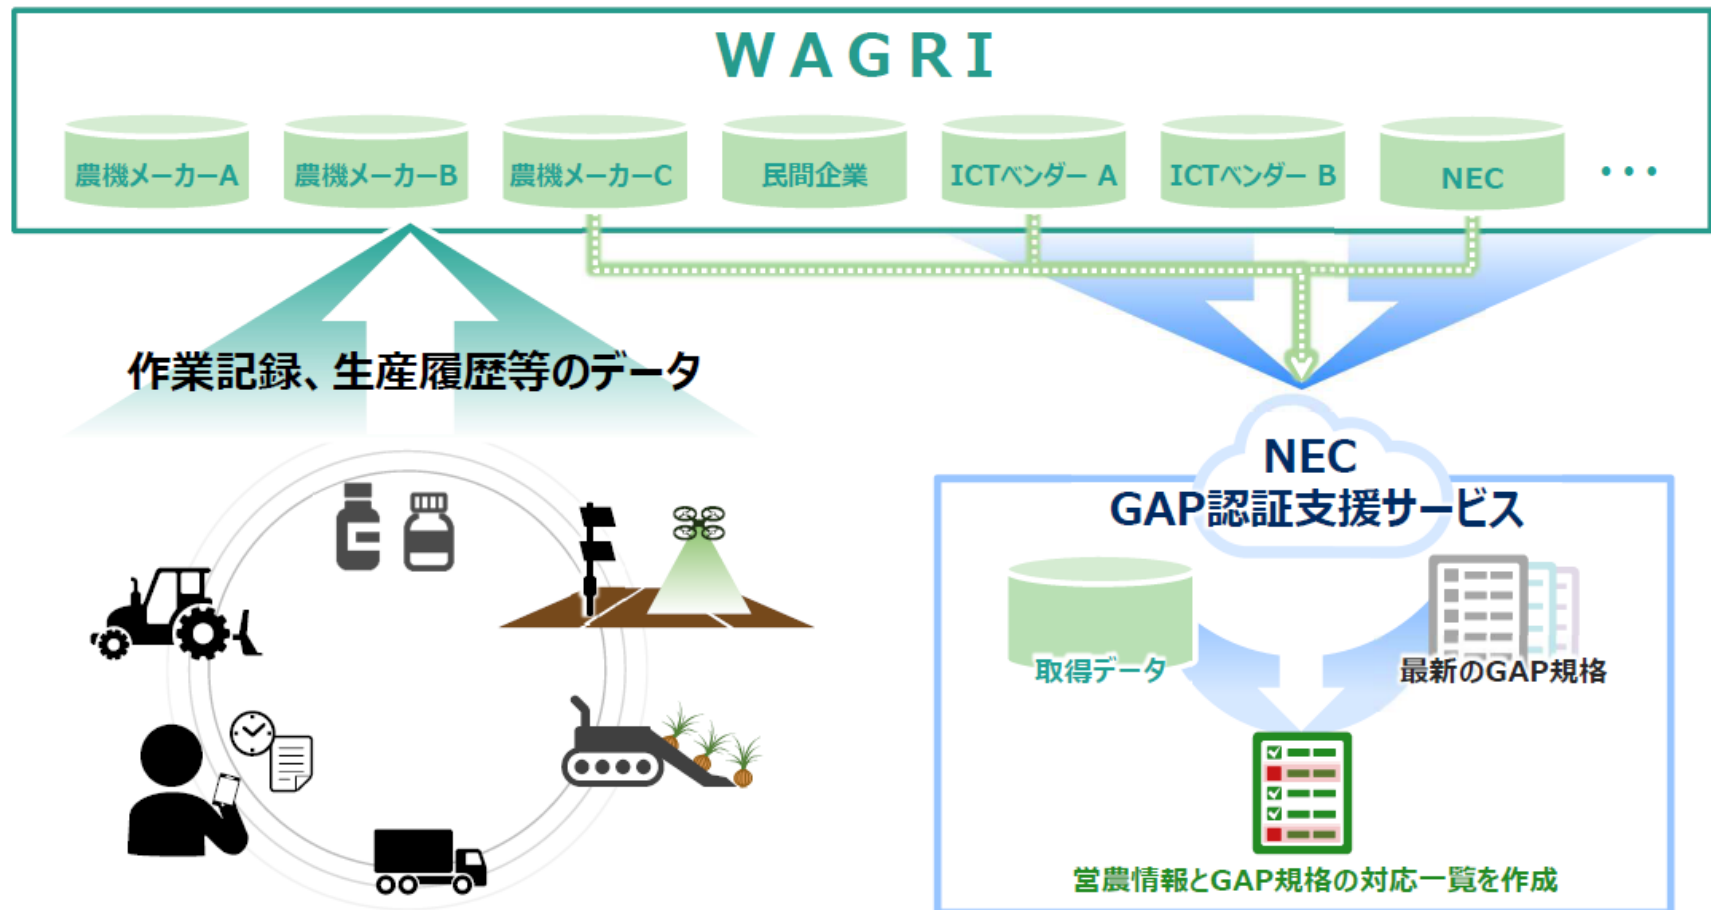 WAGRI
農機メーカーA
農機メーカーB
農機メーカーC
民間企業
ICTベンダー A
ICTベンダー B
NEC
・・・
作業記録、生産履歴等のデータ
NEC
GAP認証支援サービス
取得データ
最新のGAP規格
営農情報とGAP規格の対応一覧を作成